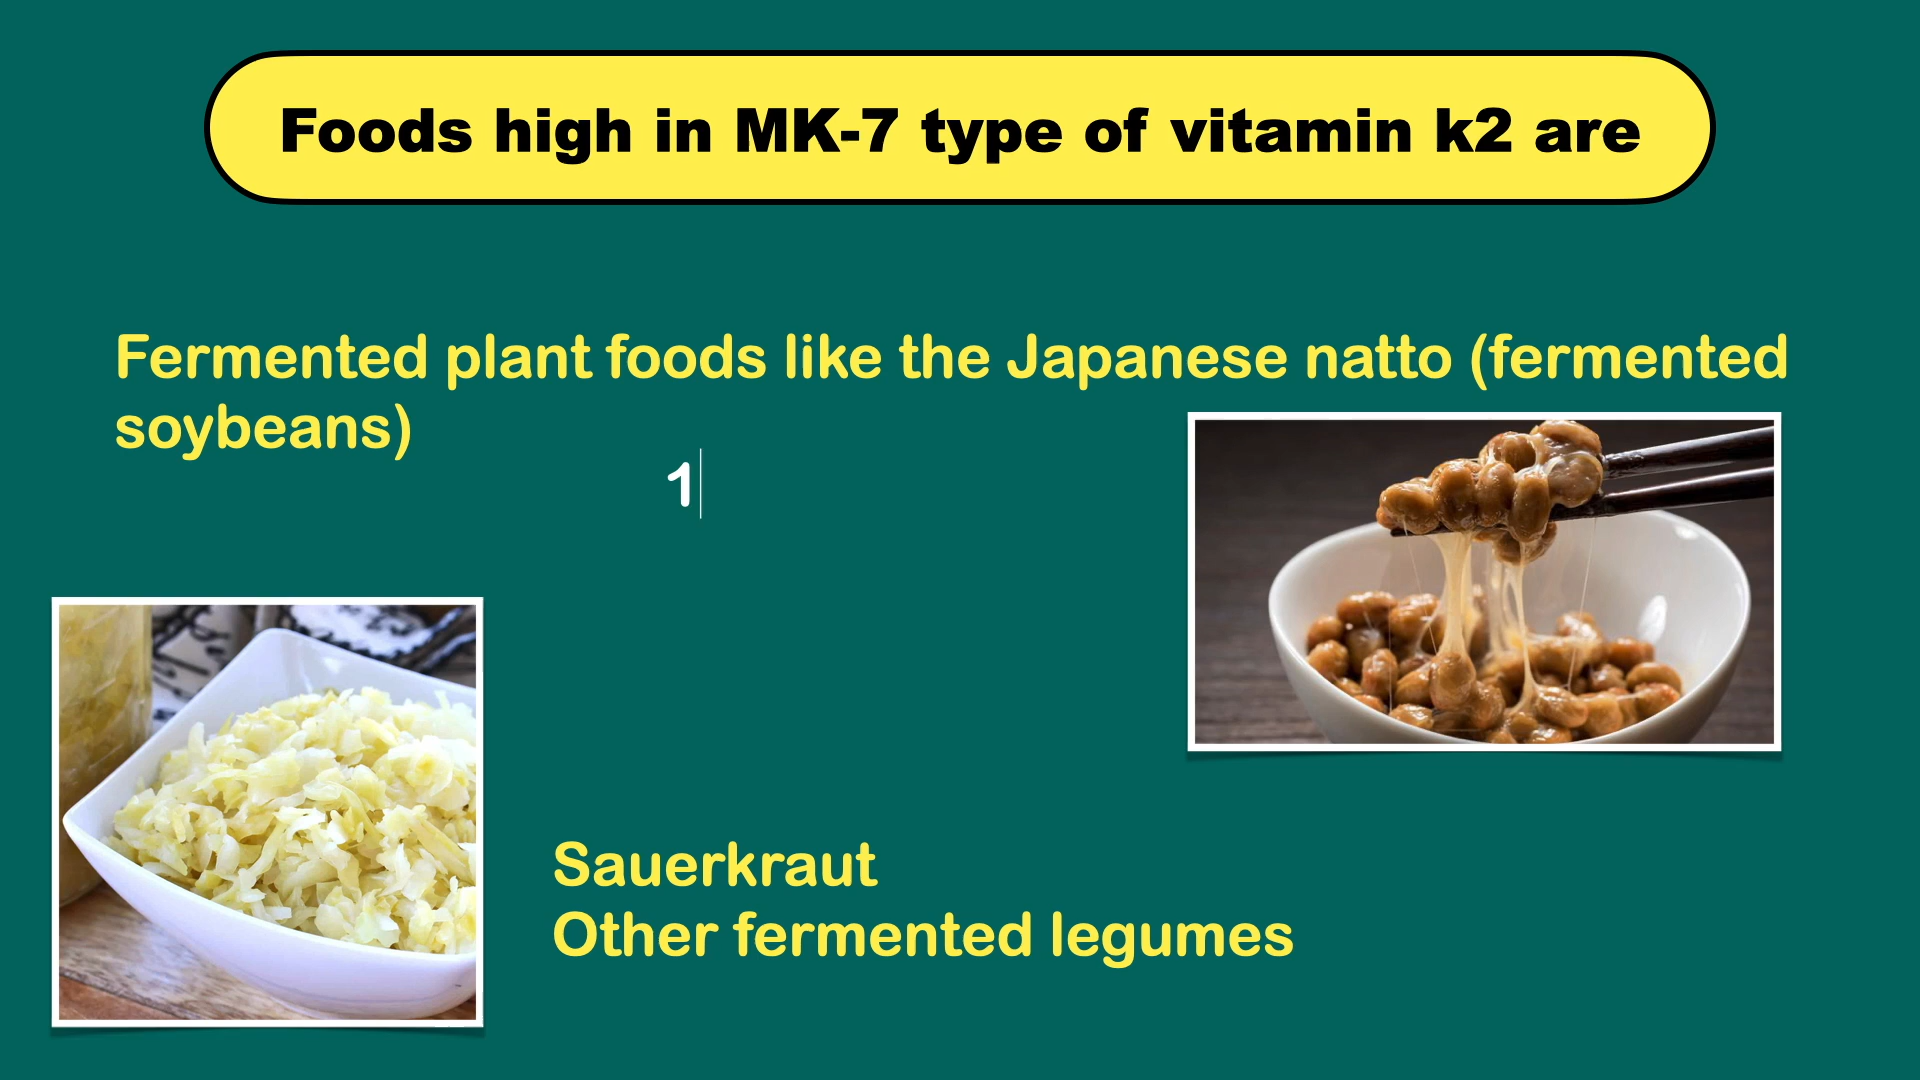 Foods high in MK-7 type of vitamin k2 are
Fermented plant foods like the Japanese natto (fermented
soybeans)
1
Sauerkraut
Other fermented legumes